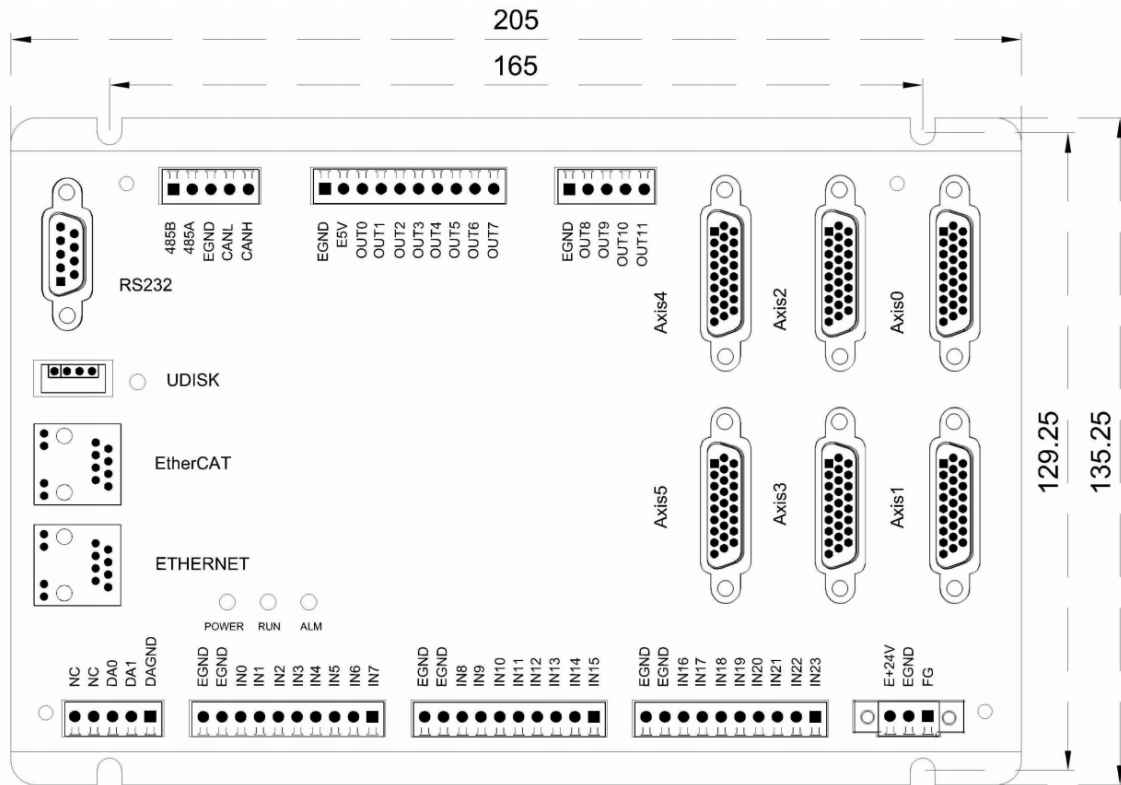 205
165
485B
485A
EGND
CANL
CANH
EGND
E5V
OUT0
OUT1
OUT2
OUT3
OUT4
OUT5
OUT6
OUT7
EGND
OUT8
OUT9
OUT10
OUT11
RS232
Axis4
Axis2
Axis0
UDISK
EtherCAT
129.25
135.25
Axis5
Axis3
Axis1
ETHERNET
POWER
RUN
ALM
NC
NC
DA0
DA1
DAGND
EGND
EGND
IN0
IN1
IN2
IN3
IN4
IN5
IN6
IN7
EGND
EGND
IN8
IN9
IN10
IN11
IN12
IN13
IN14
IN15
EGND
EGND
IN16
IN17
IN18
IN19
IN20
IN21
IN22
IN23
E+24V
EGND
FG